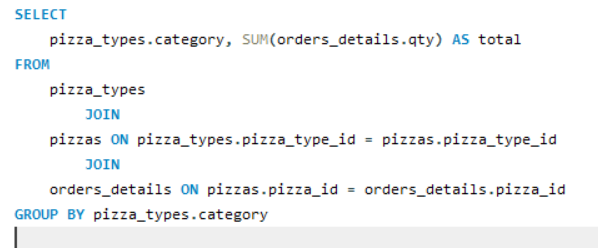 SELECT
pizza_types.category, SUM(orders_details.qty) AS total
FROM
pizza_types
JOIN
pizzas ON pizza_types.pizza_type_id = pizzas.pizza_type_id
JOIN
orders_details ON pizzas.pizza_id = orders_details.pizza_id
GROUP BY pizza_types.category